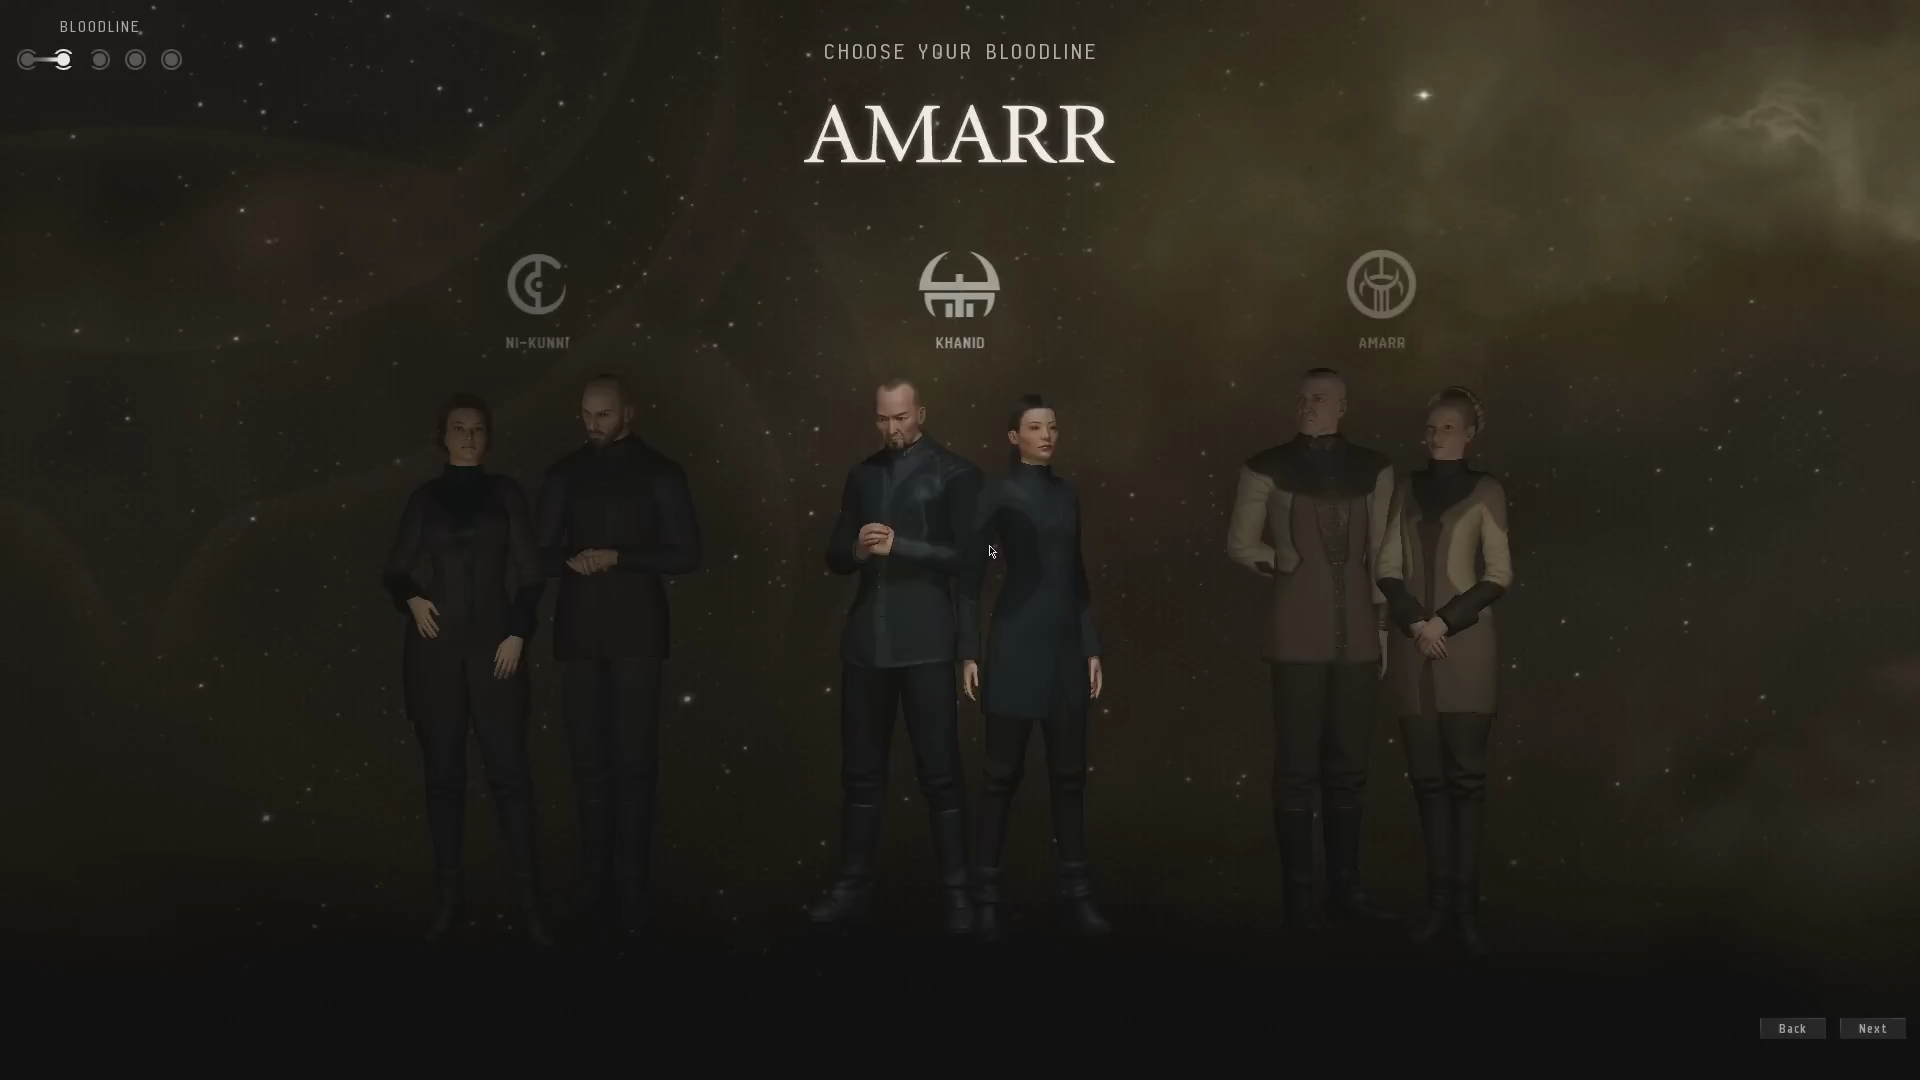 BLOODLINE
CHOOSE YOUR BLOODLINE
AMARR
NI-KUNNI
KHANID
AMARR
Back
Next